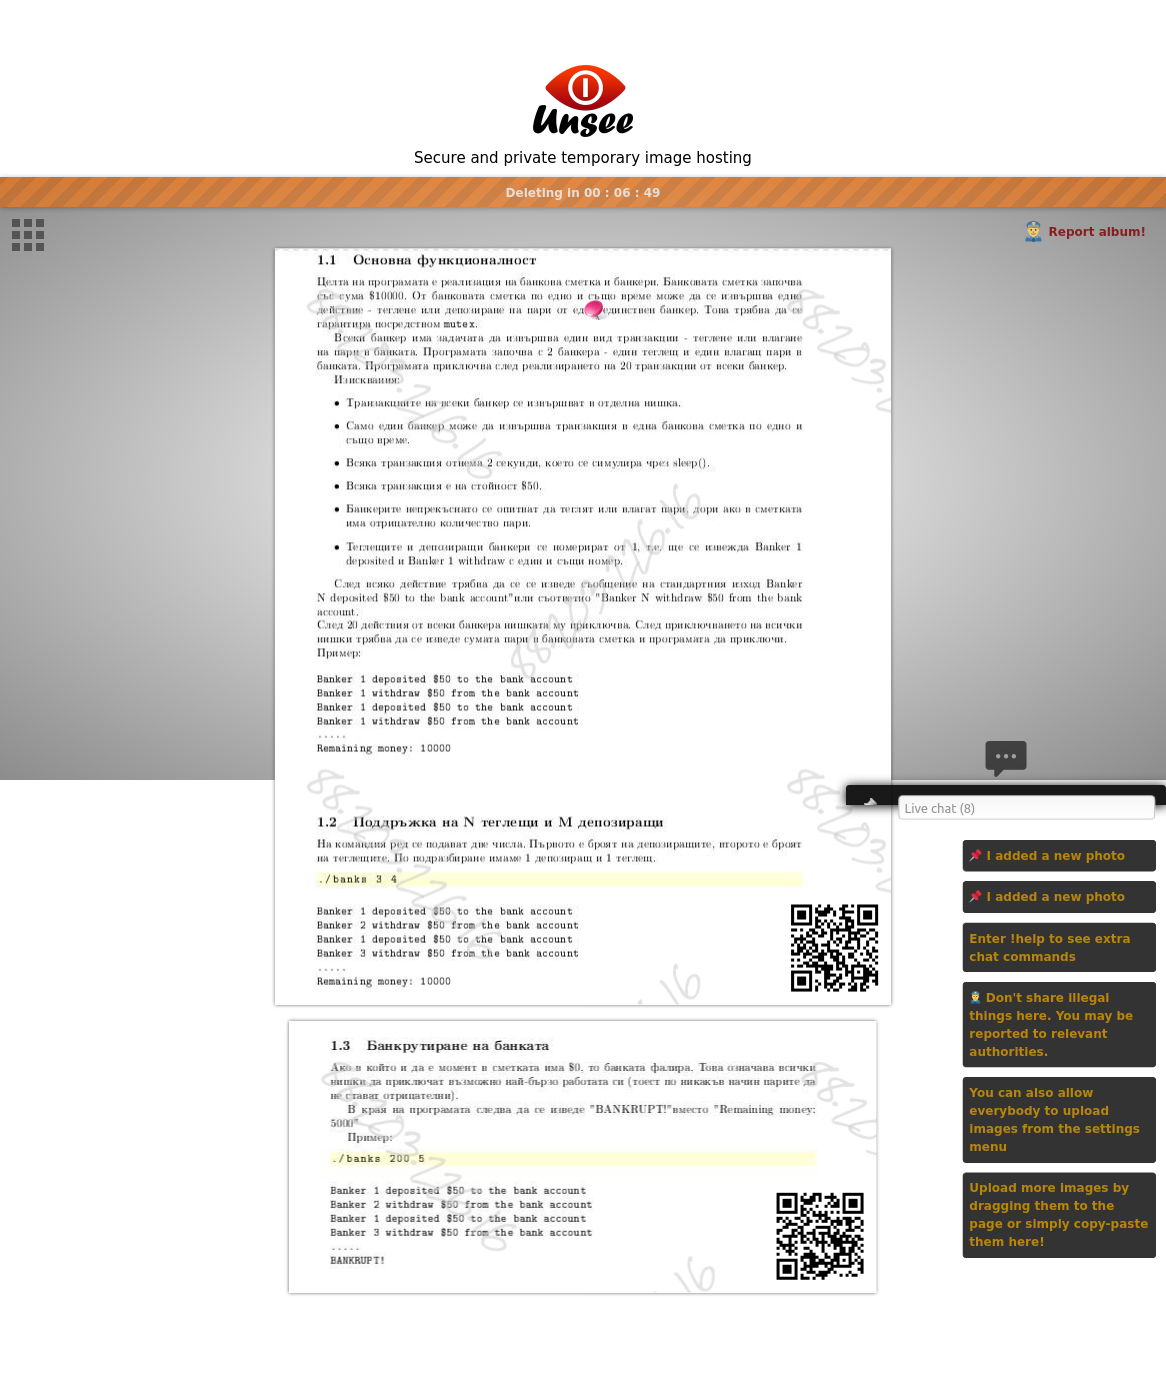 Unsee
Secure and private temporary image hosting
Deleting in 00 : 06 : 49
Report album!
1.1 Основна функционалност
Целта на програмата е реализация на банкова сметка и банкери. Банковата сметка започва
със сума $10000. От банковата сметка по едно и също време може да се извършва едно
действие - теглене или депозиране на пари от единствен банкер. Това трябва да се
гарантира посредством mutex.
Всеки банкер има задачата да извършва един вид транзакции - теглене или влагане
на пари в банката. Програмата започва с 2 банкера - един теглещ и един влагащ пари в
банката. Програмата приключва след реализирането на 20 транзакции от всеки банкер.
Изисквания:
• Транзакциите на всеки банкер се извършват в отделна нишка.
• Само един банкер може да извършва транзакция в една банкова сметка по едно и
също време.
• Всяка транзакция отнема 2 секунди, което се симулира чрез sleep().
• Всяка транзакция е на стойност $50.
• Банкерите непрекъснато се опитват да теглят или влагат пари, дори ако в сметката
има отрицателно количество пари.
• Теглещите и депозиращи банкери се номерират от 1, т.е. ще се извежда Banker 1
deposited и Banker 1 withdraw с един и същи номер.
След всяко действие трябва да се се изведе съобщение на стандартния изход Banker
N deposited $50 to the bank account"или съответно "Banker N withdraw $50 from the bank
account.
След 20 действия от всеки банкера нишката му приключва. След приключването на всички
нишки трябва да се изведе сумата пари в банковата сметка и програмата да приключи.
Пример:
Banker 1 deposited $50 to the bank account
Banker 1 withdraw $50 from the bank account
Banker 1 deposited $50 to the bank account
Banker 1 withdraw $50 from the bank account
.....
Remaining money: 10000
1.2 Поддръжка на N теглещи и M депозиращи
На командния ред се подават две числа. Първото е броят на депозиращите, второто е броят
на теглещите. По подразбиране имаме 1 депозиращ и 1 теглещ.
./banks 3 4
Banker 1 deposited $50 to the bank account
Banker 2 withdraw $50 from the bank account
Banker 1 deposited $50 to the bank account
Banker 3 withdraw $50 from the bank account
.....
Remaining money: 10000
88.203.226.16
1.3 Банкрутиране на банката
Ако в който и да е момент в сметката има $0, то банката фалира. Това означава всички
нишки да приключат възможно най-бързо работата си (тоест по никакъв начин парите да
не стават отрицателни).
В края на програмата следва да се изведе "BANKRUPT!"вместо "Remaining money:
5000"
Пример:
./banks 200 5
Banker 1 deposited $50 to the bank account
Banker 2 withdraw $50 from the bank account
Banker 1 deposited $50 to the bank account
Banker 3 withdraw $50 from the bank account
.....
BANKRUPT!
Live chat (8)
I added a new photo
I added a new photo
Enter !help to see extra
chat commands
Don't share illegal
things here. You may be
reported to relevant
authorities.
You can also allow
everybody to upload
images from the settings
menu
Upload more images by
dragging them to the
page or simply copy-paste
them here!